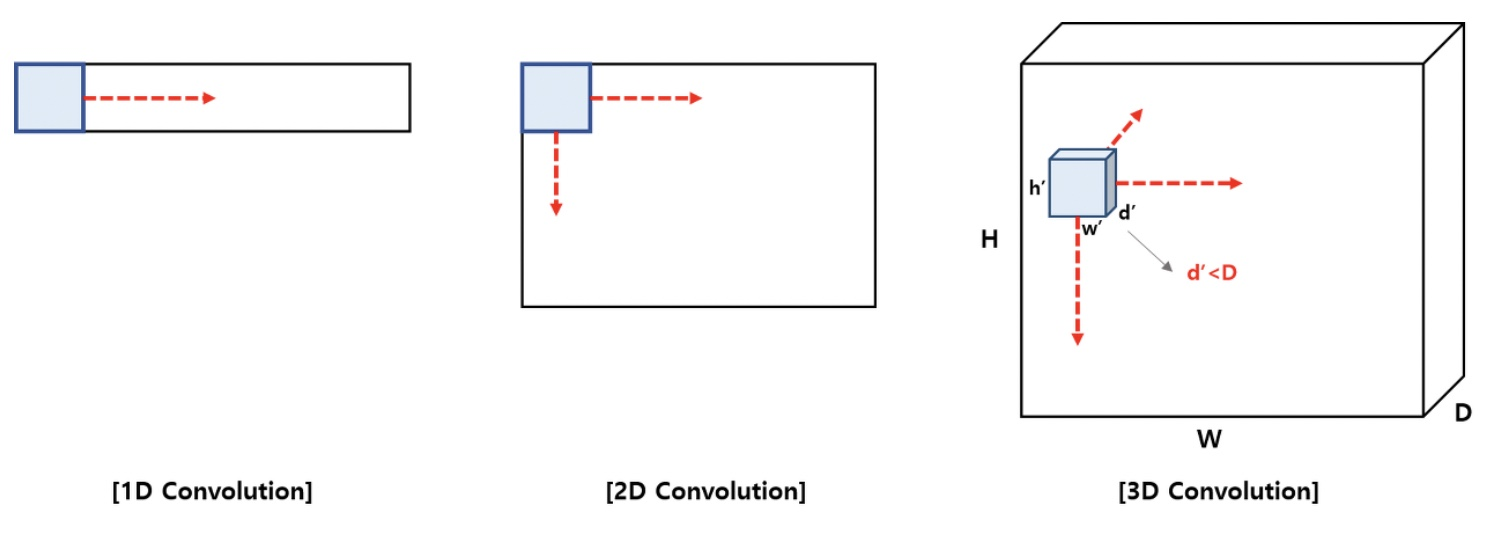 h′
d′
w′
H
d′<D
D
W
[1D Convolution]
[2D Convolution]
[3D Convolution]